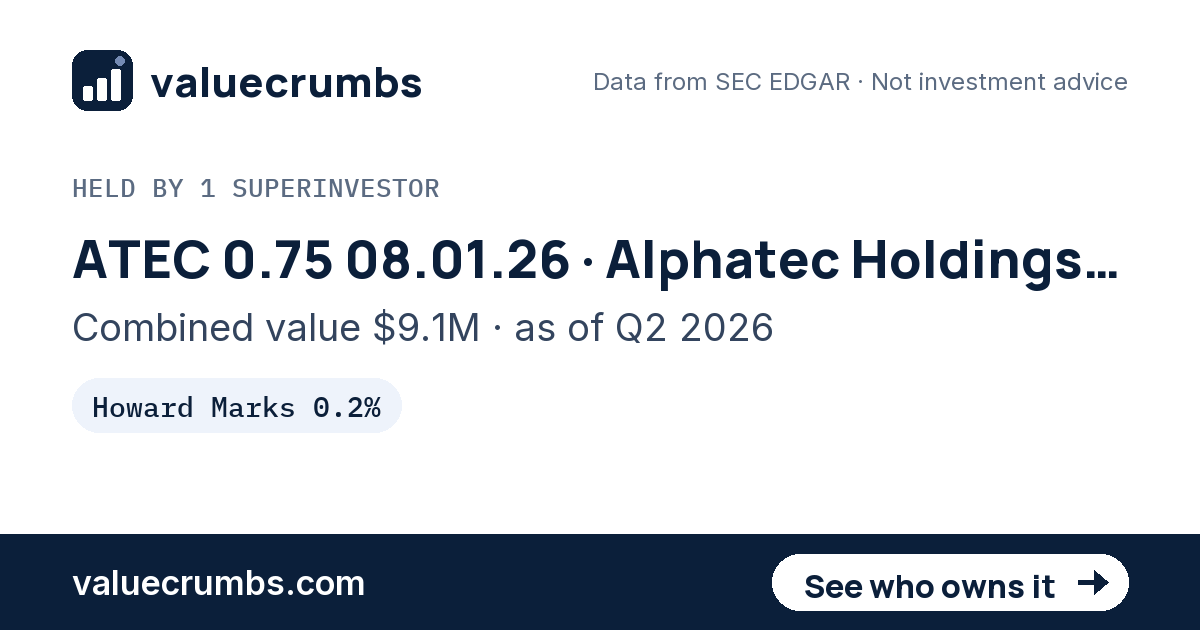 valuecrumbs
Data from SEC EDGAR · Not investment advice
HELD BY 1 SUPERINVESTOR
ATEC 0.75 08.01.26 · Alphatec Holdings…
Combined value $9.1M · as of Q2 2026
Howard Marks 0.2%
valuecrumbs.com
See who owns it →